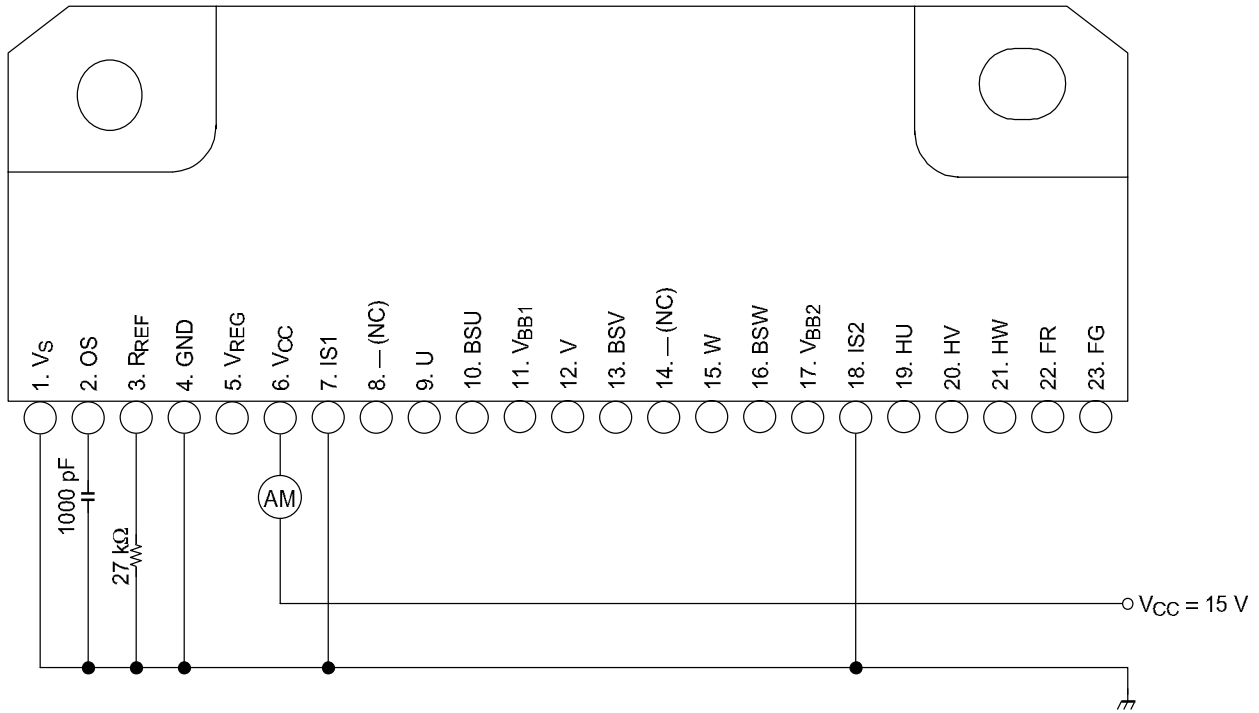 1. VS
2. OS
3. RREF
4. GND
5. VREG
6. VCC
7. IS1
8. — (NC)
9. U
10. BSU
11. VBB1
12. V
13. BSV
14. — (NC)
15. W
16. BSW
17. VBB2
18. IS2
19. HU
20. HV
21. HW
22. FR
23. FG
1000 pF
27 kΩ
AM
VCC = 15 V